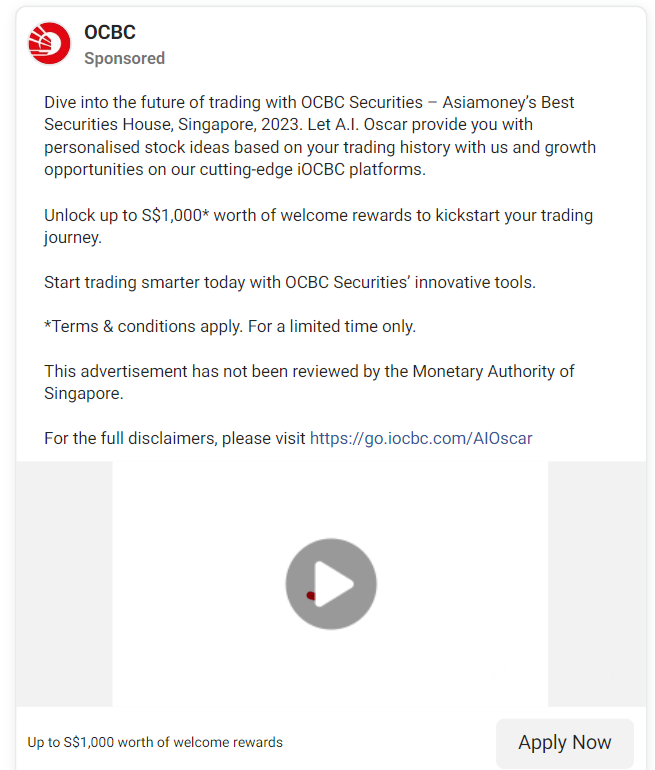 OCBC
Sponsored
Dive into the future of trading with OCBC Securities – Asiamoney’s Best
Securities House, Singapore, 2023. Let A.I. Oscar provide you with
personalised stock ideas based on your trading history with us and growth
opportunities on our cutting-edge iOCBC platforms.
Unlock up to S$1,000* worth of welcome rewards to kickstart your trading
journey.
Start trading smarter today with OCBC Securities’ innovative tools.
*Terms & conditions apply. For a limited time only.
This advertisement has not been reviewed by the Monetary Authority of
Singapore.
For the full disclaimers, please visit https://go.iocbc.com/AIOscar
Up to S$1,000 worth of welcome rewards
Apply Now